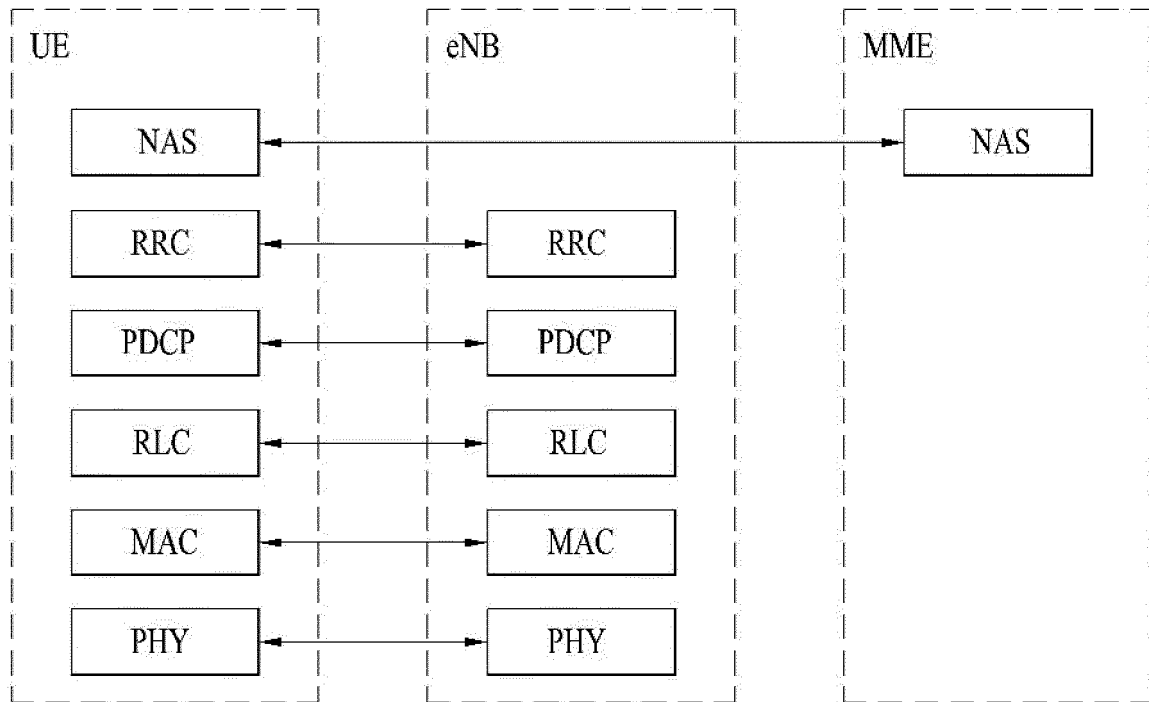 UE eNB MME
NAS NAS
RRC RRC
PDCP PDCP
RLC RLC
MAC MAC
PHY PHY